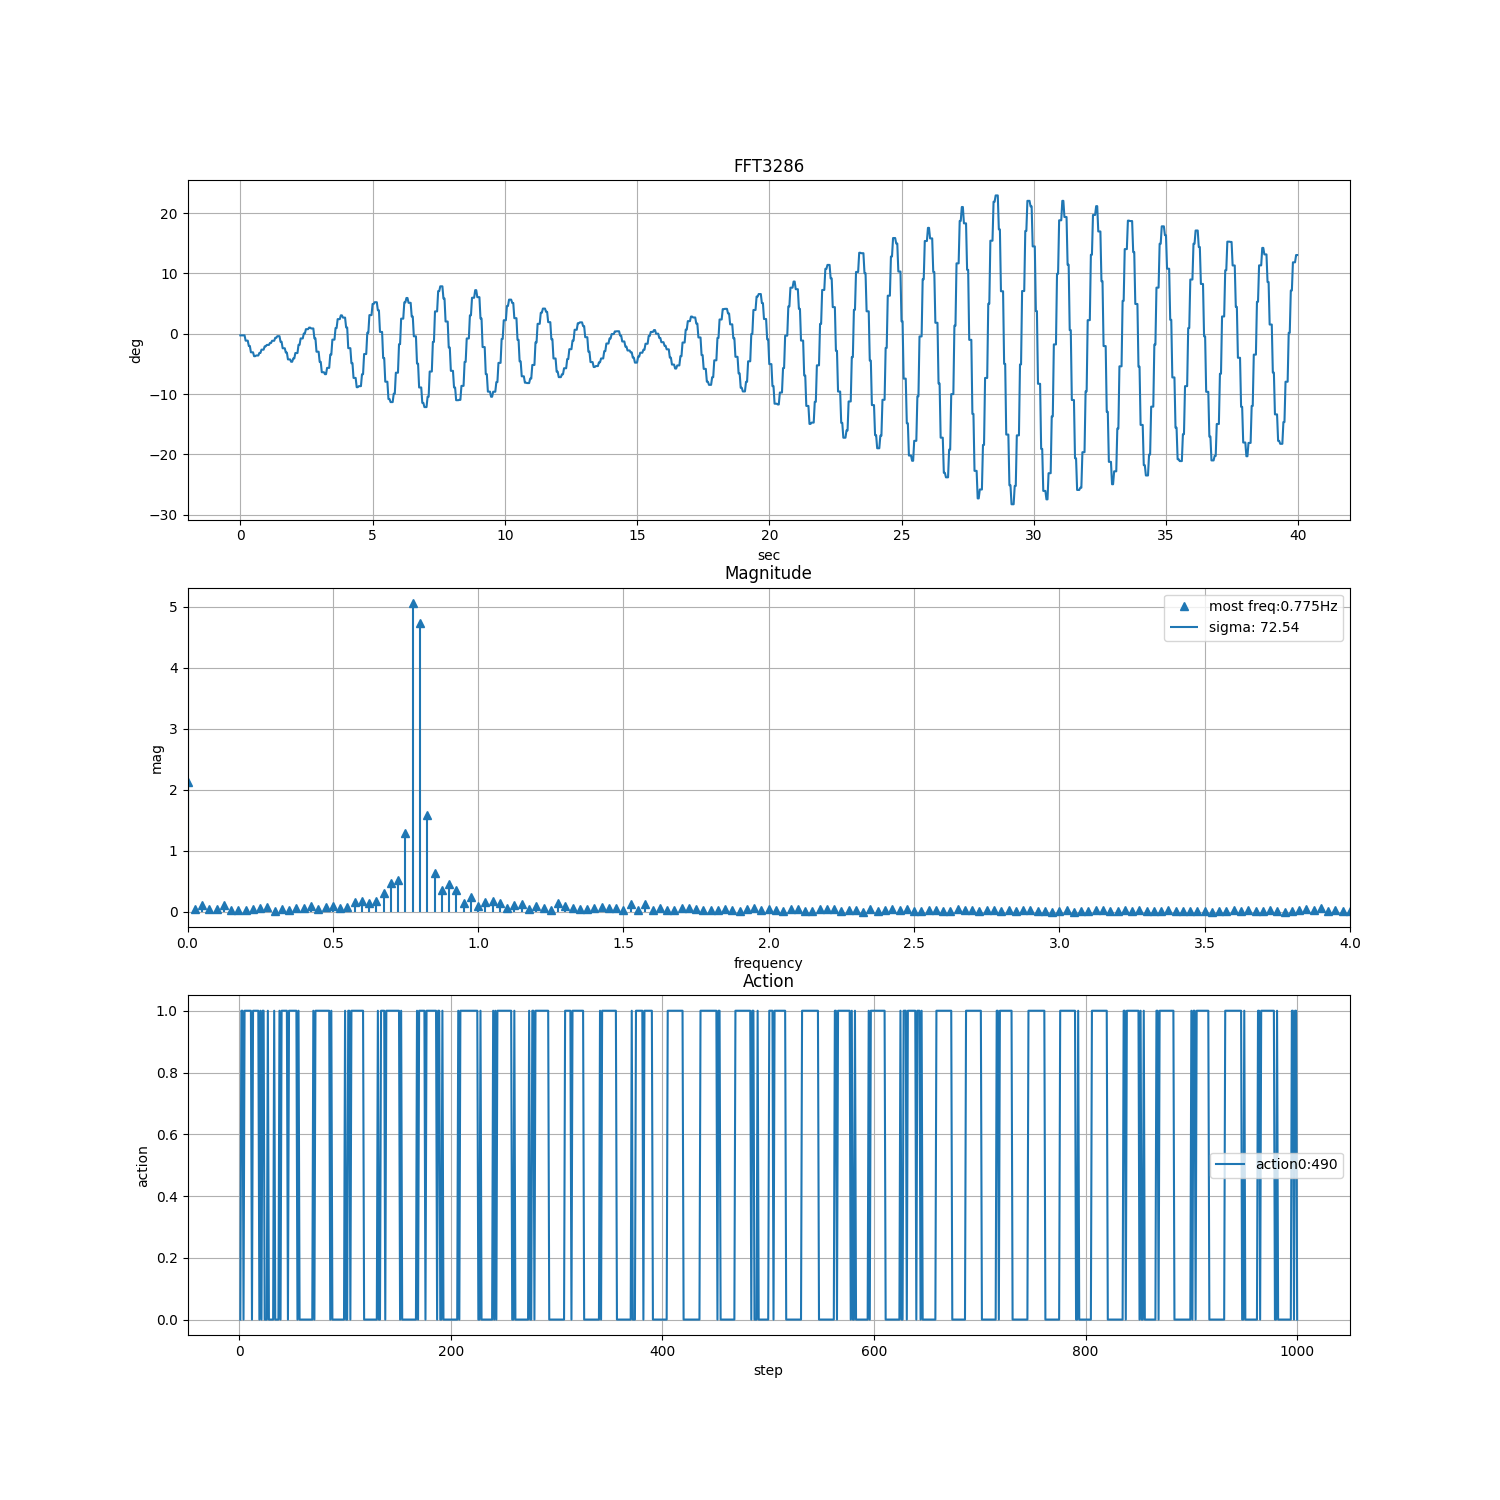 FFT3286
20
10
0
−10
−20
−30
deg
0 5 10 15 20 25 30 35 40
sec
Magnitude
5
4
3
2
1
0
mag
most freq:0.775Hz
sigma: 72.54
0.0 0.5 1.0 1.5 2.0 2.5 3.0 3.5 4.0
frequency
Action
1.0
0.8
0.6
0.4
0.2
0.0
action
action0:490
0 200 400 600 800 1000
step